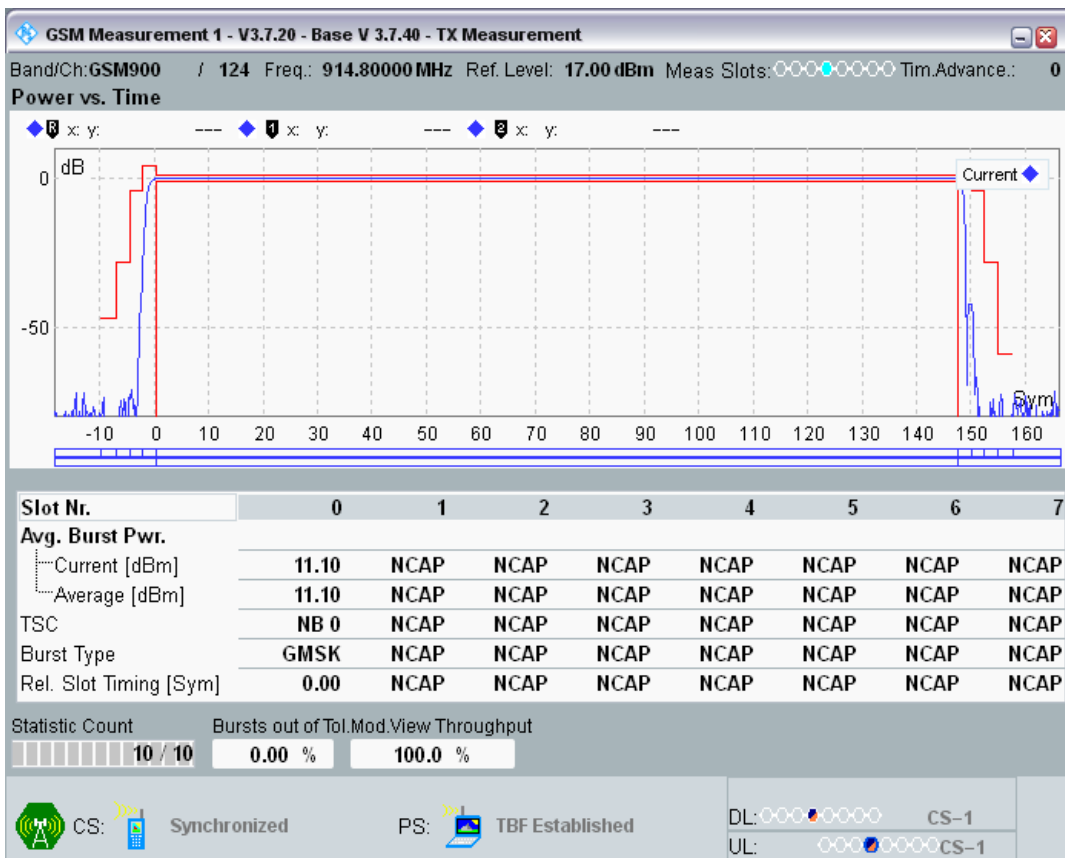 GSM Measurement 1 - V3.7.20 - Base V 3.7.40 - TX Measurement
Band/Ch:GSM900 / 124 Freq.: 914.80000 MHz Ref. Level: 17.00 dBm Meas Slots: Tim.Advance.: 0
Power vs. Time
R x: y: --- 1 x: y: --- 2 x: y: ---
dB
Current
0
-50
Sym
-10 0 10 20 30 40 50 60 70 80 90 100 110 120 130 140 150 160
Slot Nr. 0 1 2 3 4 5 6 7
Avg. Burst Pwr.
Current [dBm] 11.10 NCAP NCAP NCAP NCAP NCAP NCAP NCAP
Average [dBm] 11.10 NCAP NCAP NCAP NCAP NCAP NCAP NCAP
TSC NB 0 NCAP NCAP NCAP NCAP NCAP NCAP NCAP
Burst Type GMSK NCAP NCAP NCAP NCAP NCAP NCAP NCAP
Rel. Slot Timing [Sym] 0.00 NCAP NCAP NCAP NCAP NCAP NCAP NCAP
Statistic Count Bursts out of Tol.Mod.View Throughput
10 / 10 0.00 % 100.0 %
CS: Synchronized PS: TBF Established DL: CS-1
UL: CS-1